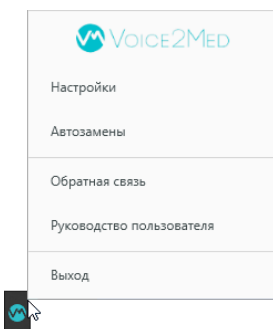 Voice2Med
Настройки
Автозамены
Обратная связь
Руководство пользователя
Выход